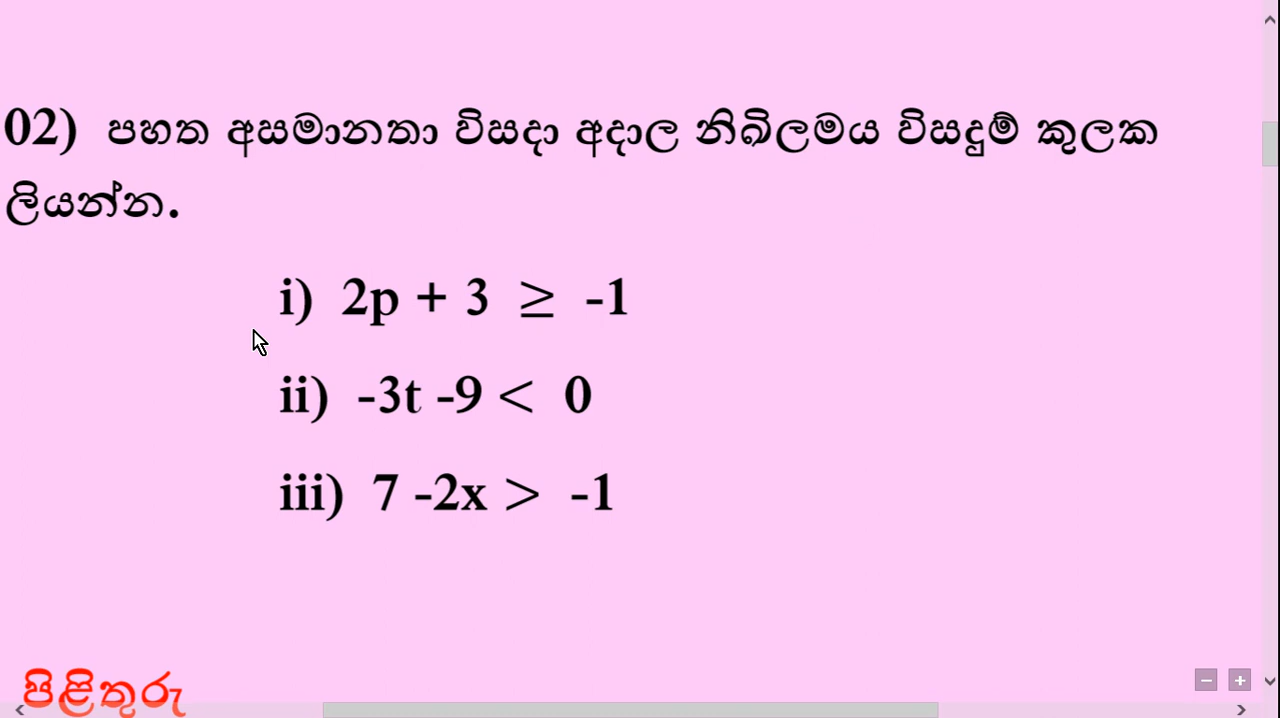 02) පහත අසමානතා විසදා අදාල නිඛිලමය විසදුම් කුලක
ලියන්න.
i) 2p + 3 ≥ -1
ii) -3t -9 < 0
iii) 7 -2x > -1
පිළිතුරු